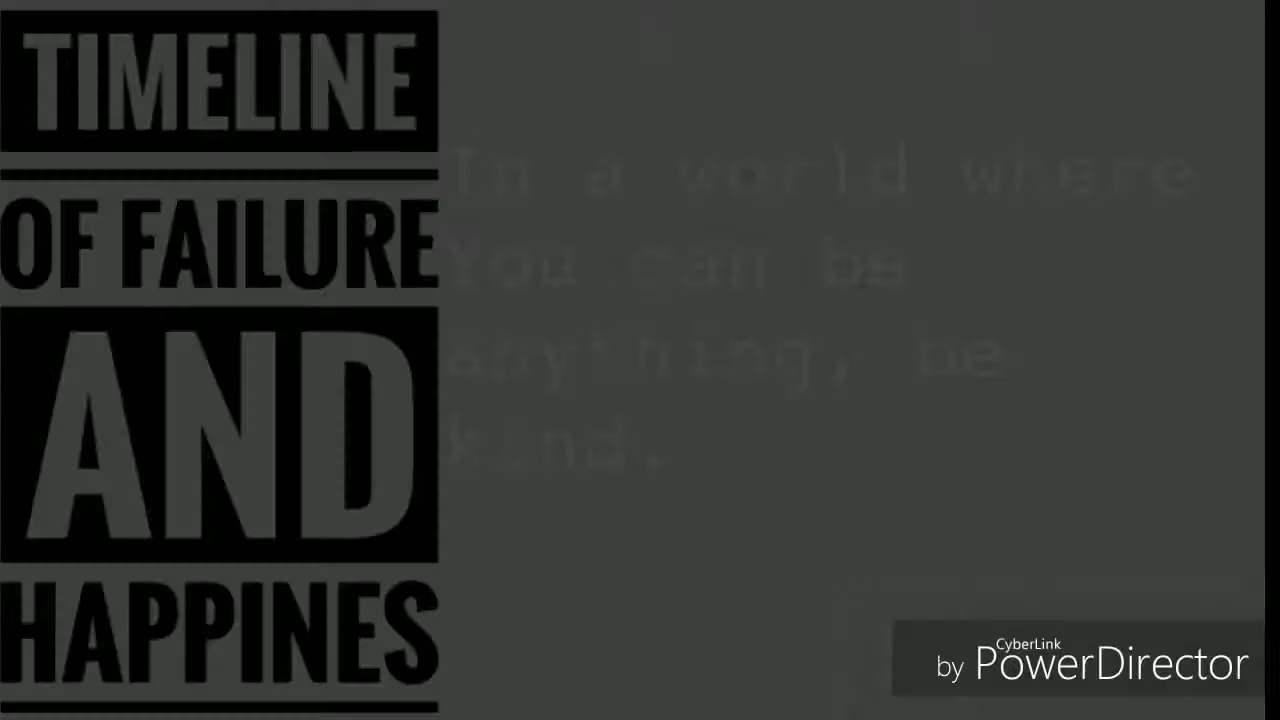 TIMELINE
OF FAILURE
AND
HAPPINES
In a world where
You can be
anything, be
kind.
by CyberLink PowerDirector